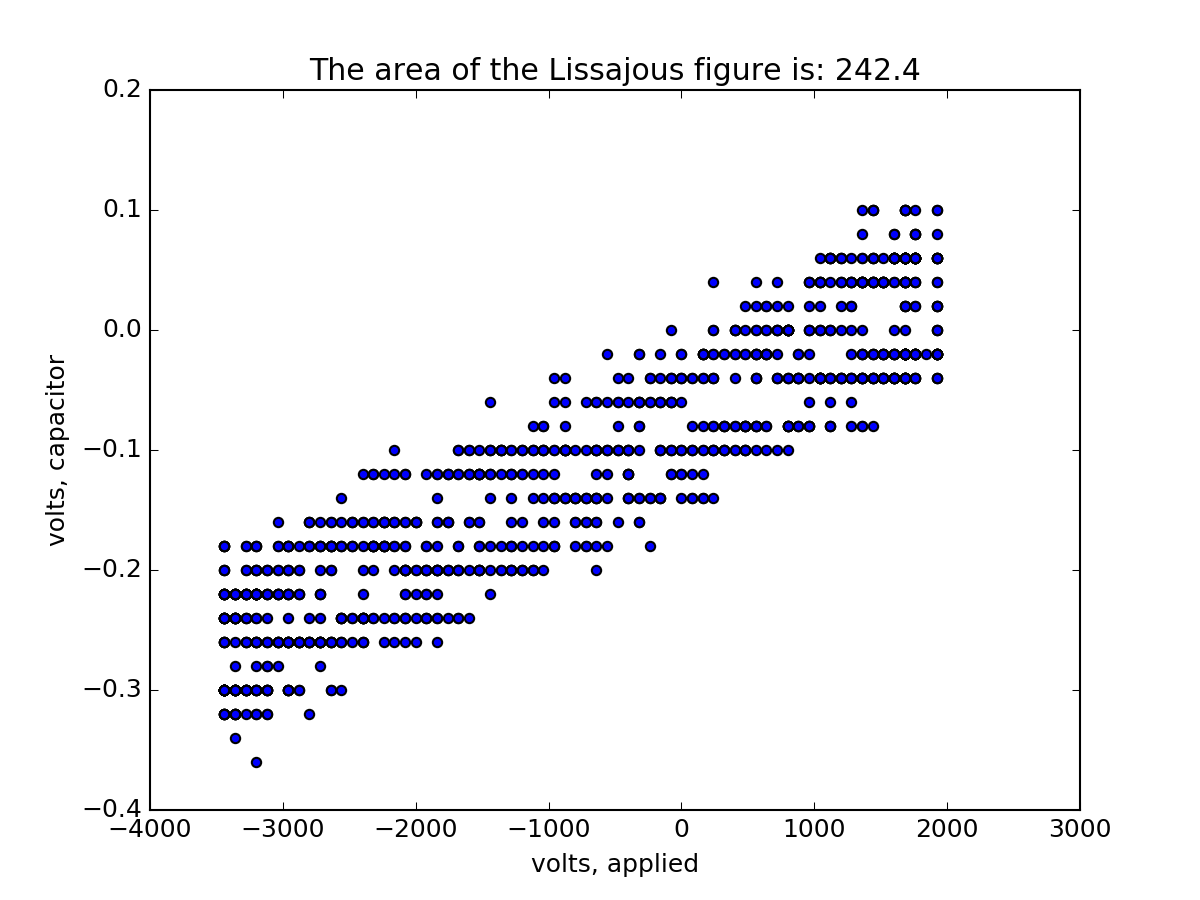 The area of the Lissajous figure is: 242.4
0.2
0.1
0.0
−0.1
−0.2
−0.3
−0.4
volts, capacitor
−4000 −3000 −2000 −1000 0 1000 2000 3000
volts, applied